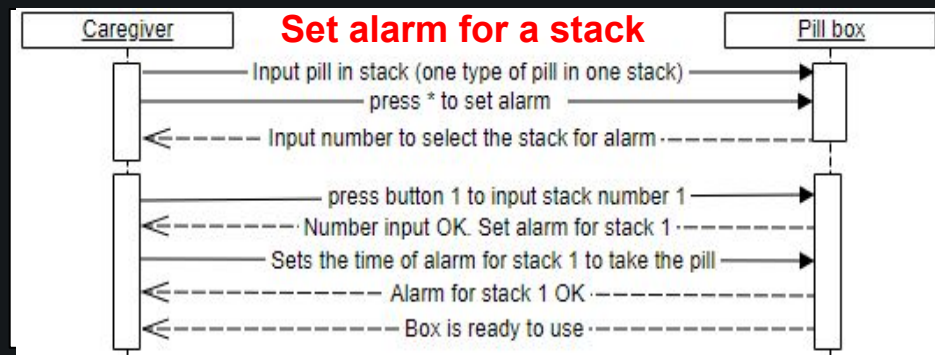 Caregiver
Set alarm for a stack
Pill box
Input pill in stack (one type of pill in one stack)
press * to set alarm
Input number to select the stack for alarm
press button 1 to input stack number 1
Number input OK. Set alarm for stack 1
Sets the time of alarm for stack 1 to take the pill
Alarm for stack 1 OK
Box is ready to use